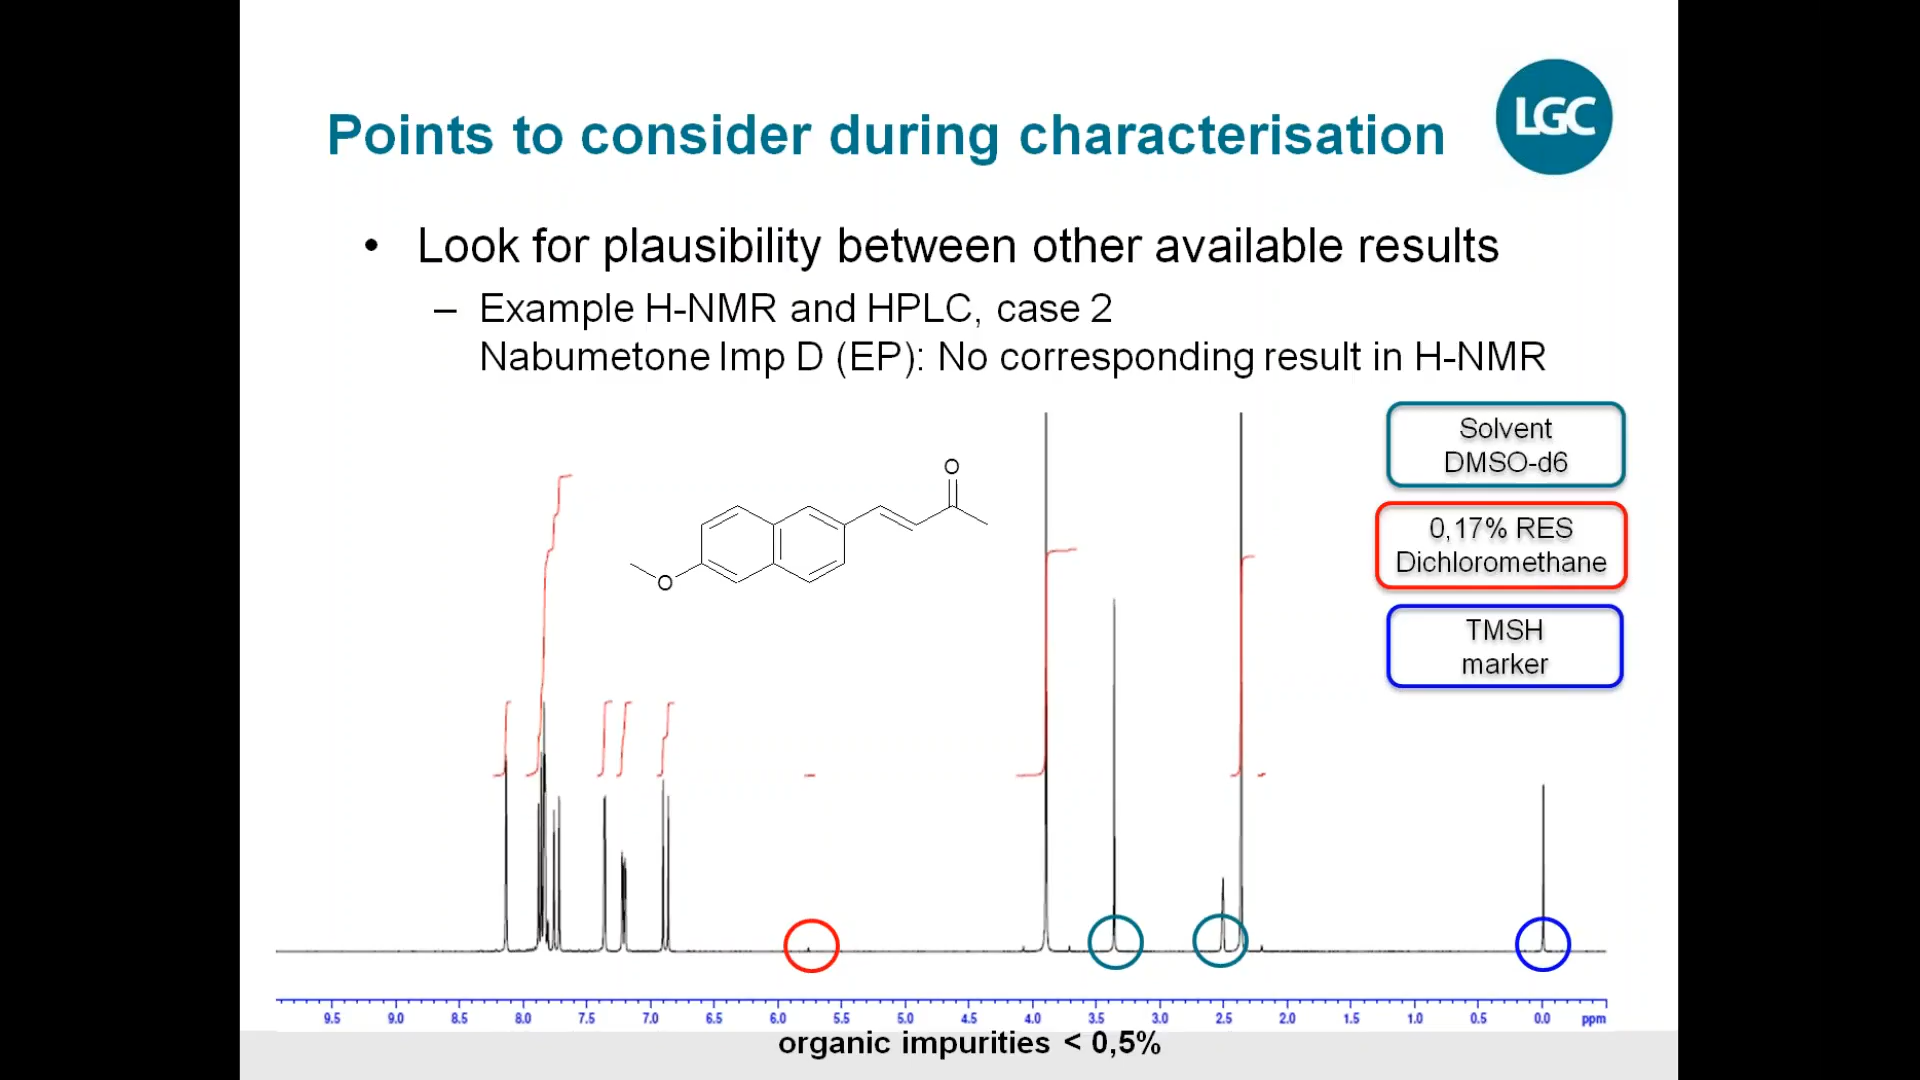 LGC
Points to consider during characterisation
• Look for plausibility between other available results
– Example H-NMR and HPLC, case 2
Nabumetone Imp D (EP): No corresponding result in H-NMR
Solvent
DMSO-d6
0,17% RES
Dichloromethane
TMSH
marker
O
O
9.5 9.0 8.5 8.0 7.5 7.0 6.5 6.0 5.5 5.0 4.5 4.0 3.5 3.0 2.5 2.0 1.5 1.0 0.5 0.0 ppm
organic impurities < 0,5%